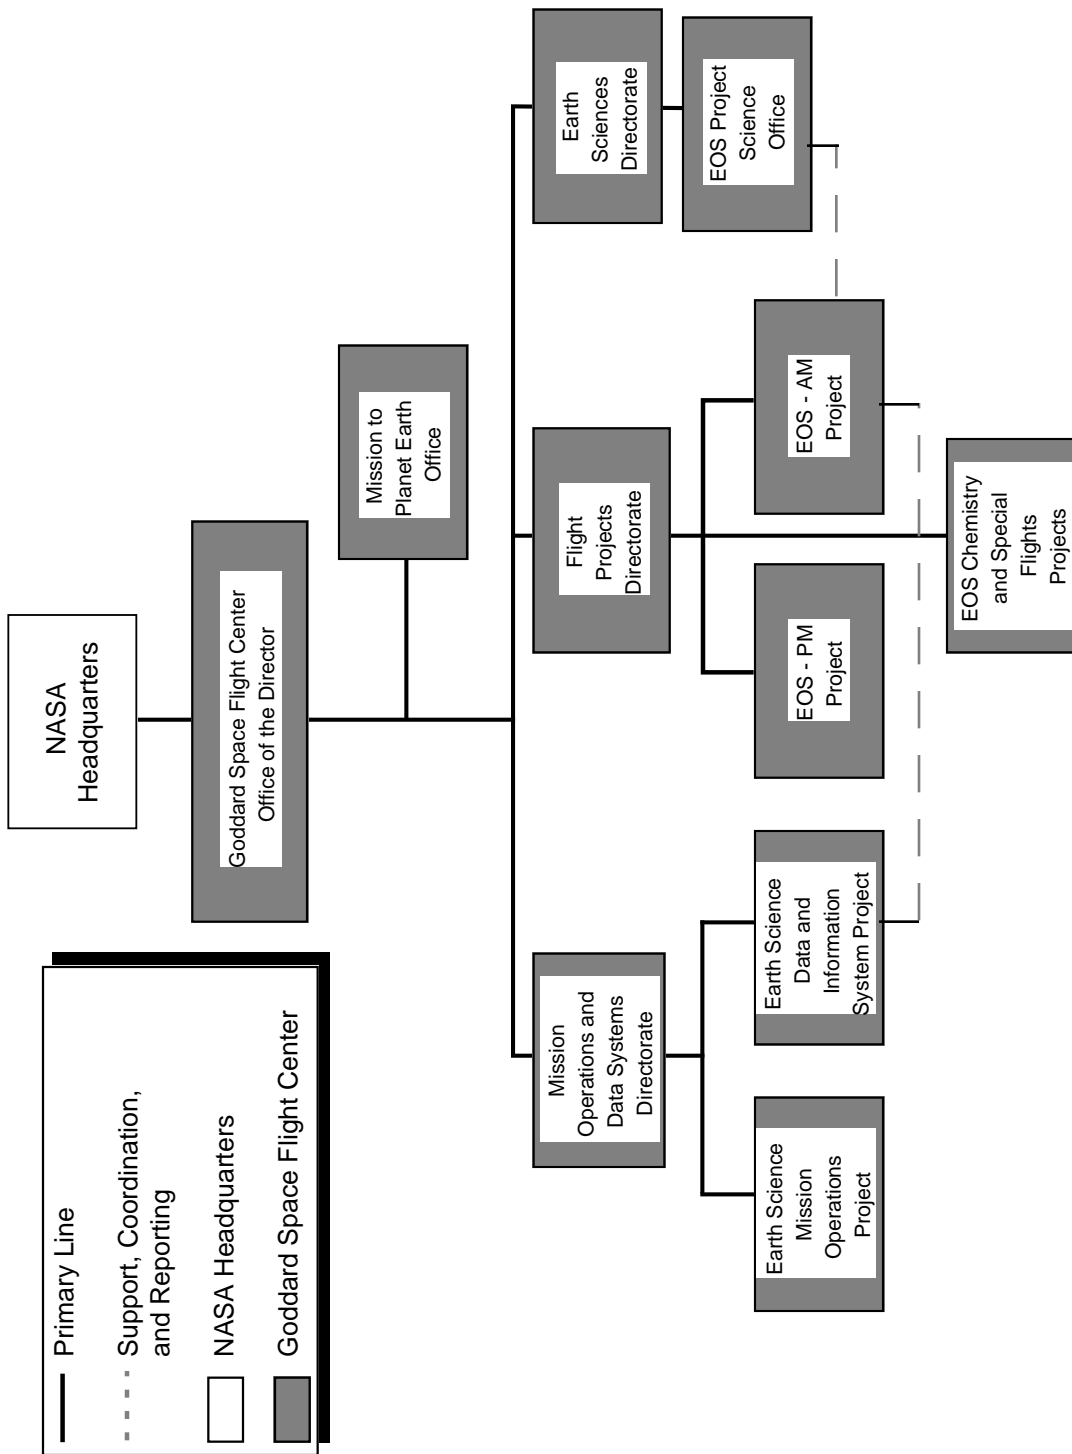 Primary Line
Support, Coordination,
and Reporting
NASA Headquarters
Goddard Space Flight Center
NASA
Headquarters
Goddard Space Flight Center
Office of the Director
Mission to
Planet Earth
Office
Mission
Operations and
Data Systems
Directorate
Flight
Projects
Directorate
Earth
Sciences
Directorate
EOS Project
Science
Office
Earth Science
Mission
Operations
Project
Earth Science
Data and
Information
System Project
EOS - PM
Project
EOS - AM
Project
EOS Chemistry
and Special
Flights
Projects